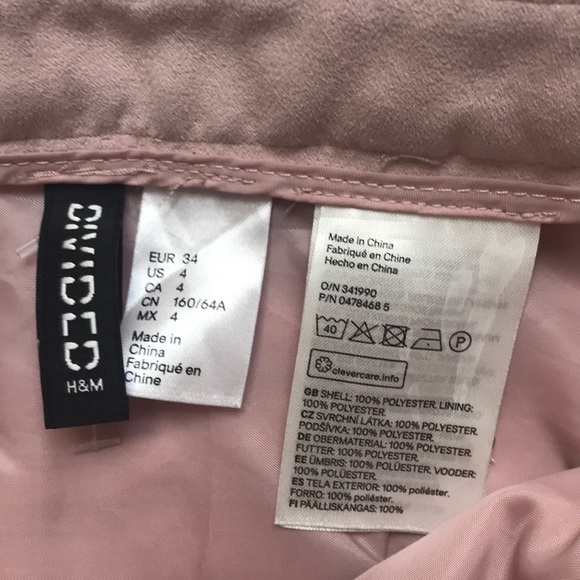 DIVIDED
H&M
EUR 34
US 4
CA 4
CN 160/64A
MX 4
Made in
China
Fabriqué en
Chine
Made in China
Fabriqué en China
Hecho en China
O/N 341990
P/N 0478468 5
40
P
clevercare.info
GB SHELL: 100% POLYESTER. LINING:
100% POLYESTER.
CZ SVRCHNÍ LÁTKA: 100% POLYESTER.
PODŠÍVKA: 100% POLYESTER.
DE OBERMATERIAL: 100% POLYESTER.
FUTTER: 100% POLYESTER.
EE ÜMBRIS: 100% POLÜESTER. VOODER:
100% POLÜESTER.
ES TELA EXTERIOR: 100% poliéster.
FORRO: 100% poliéster.
FI PÄÄLLISKANGAS: 100%